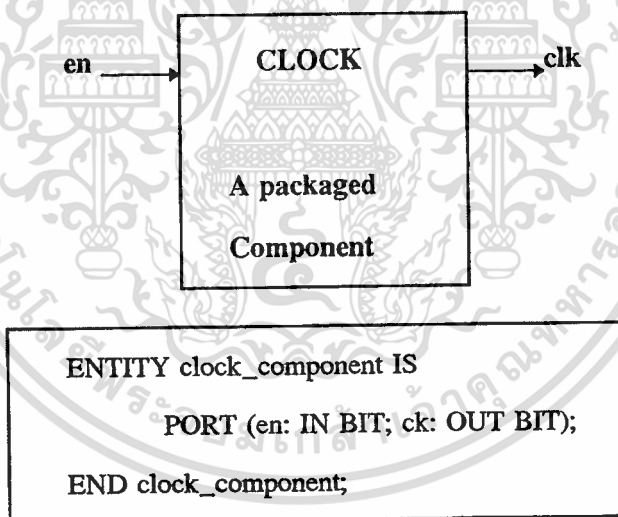 en
CLOCK
clk
A packaged
Component
ENTITY clock_component IS
PORT (en: IN BIT; ck: OUT BIT);
END clock_component;